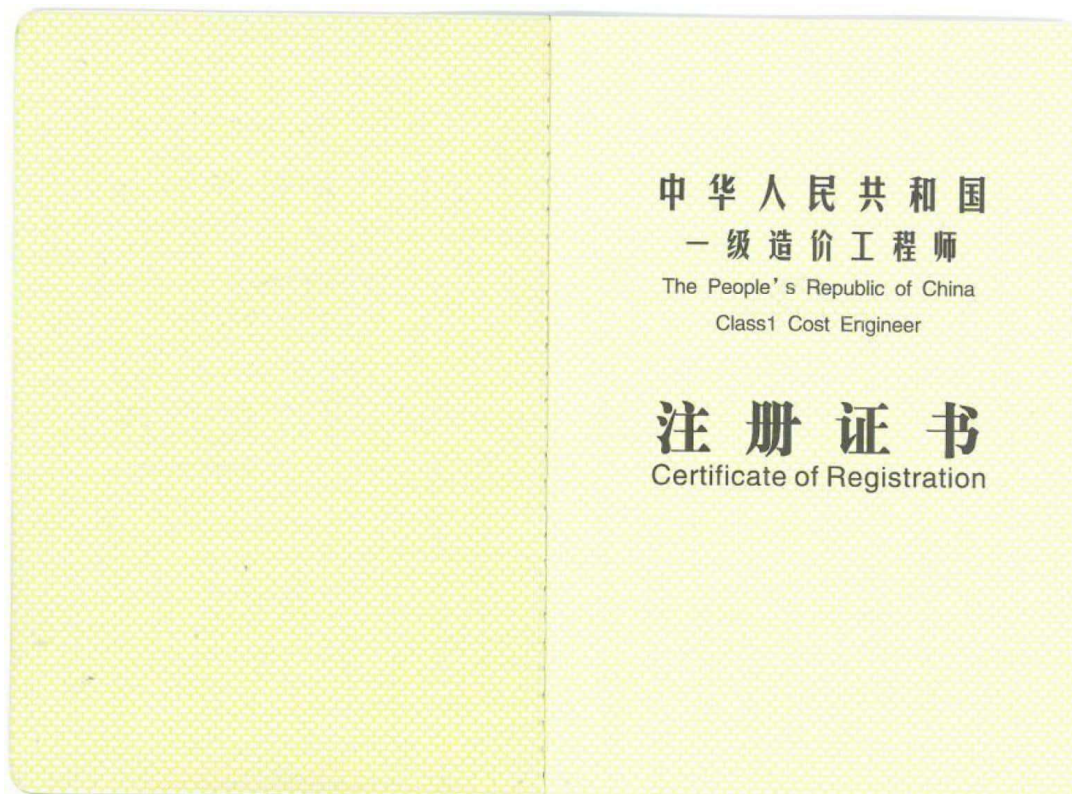 中华人民共和国
一级造价工程师
The People's Republic of China
Class1 Cost Engineer
注册证书
Certificate of Registration